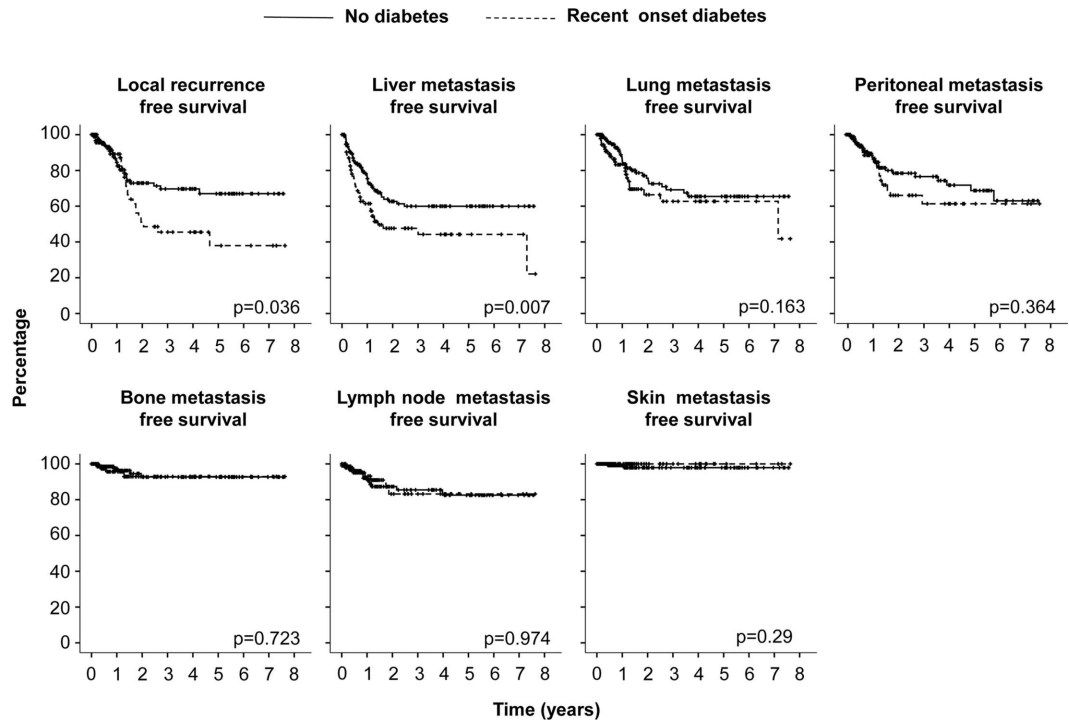 No diabetes Recent onset diabetes
Local recurrence
free survival
Liver metastasis
free survival
Lung metastasis
free survival
Peritoneal metastasis
free survival
Percentage
100
80
60
40
20
0
p=0.036
p=0.007
p=0.163
p=0.364
0 1 2 3 4 5 6 7 8
0 1 2 3 4 5 6 7 8
0 1 2 3 4 5 6 7 8
0 1 2 3 4 5 6 7 8
Bone metastasis
free survival
Lymph node metastasis
free survival
Skin metastasis
free survival
100
80
60
40
20
0
p=0.723
p=0.974
p=0.29
0 1 2 3 4 5 6 7 8
0 1 2 3 4 5 6 7 8
0 1 2 3 4 5 6 7 8
Time (years)